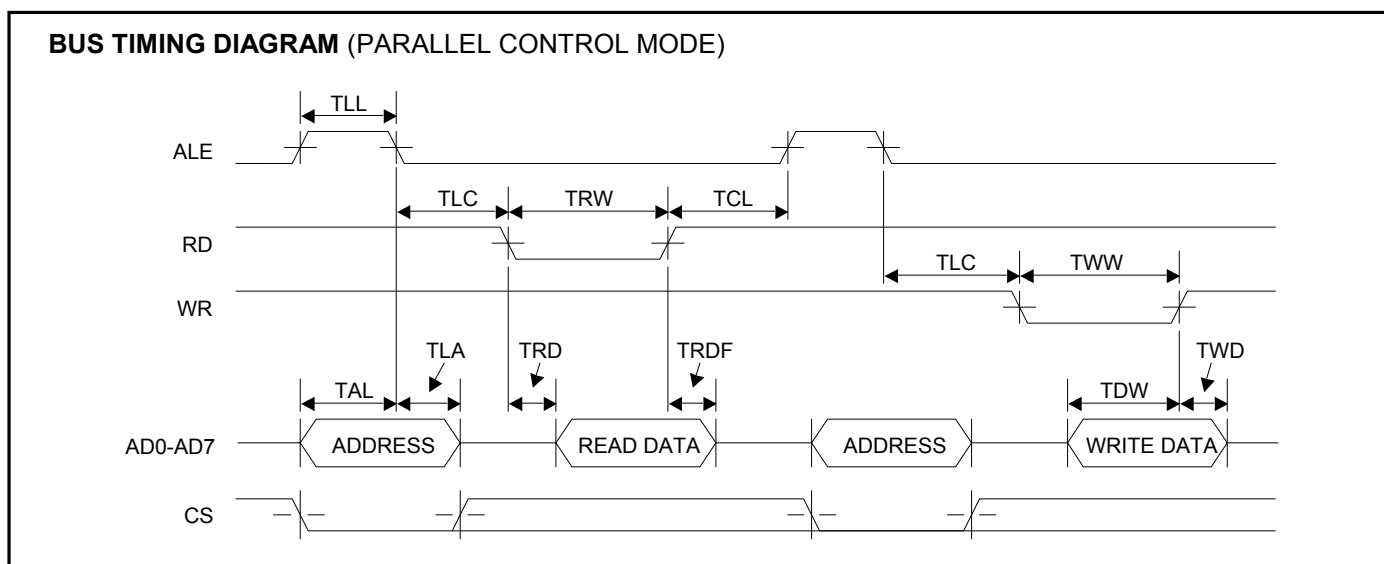 BUS TIMING DIAGRAM (PARALLEL CONTROL MODE)
TLL
ALE
TLC TRW TCL
RD
TLC TWW
WR
TLA TRD TRDF TWD
TAL TDW
AD0-AD7 ADDRESS READ DATA ADDRESS WRITE DATA
CS